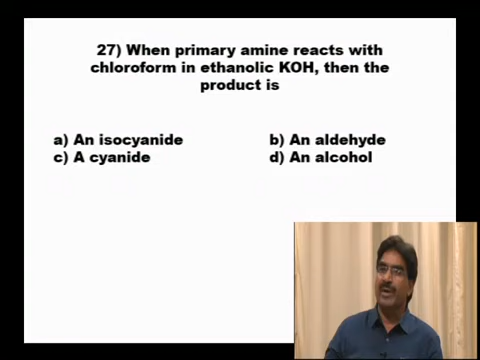 27) When primary amine reacts with
chloroform in ethanolic KOH, then the
product is
a) An isocyanide b) An aldehyde
c) A cyanide d) An alcohol